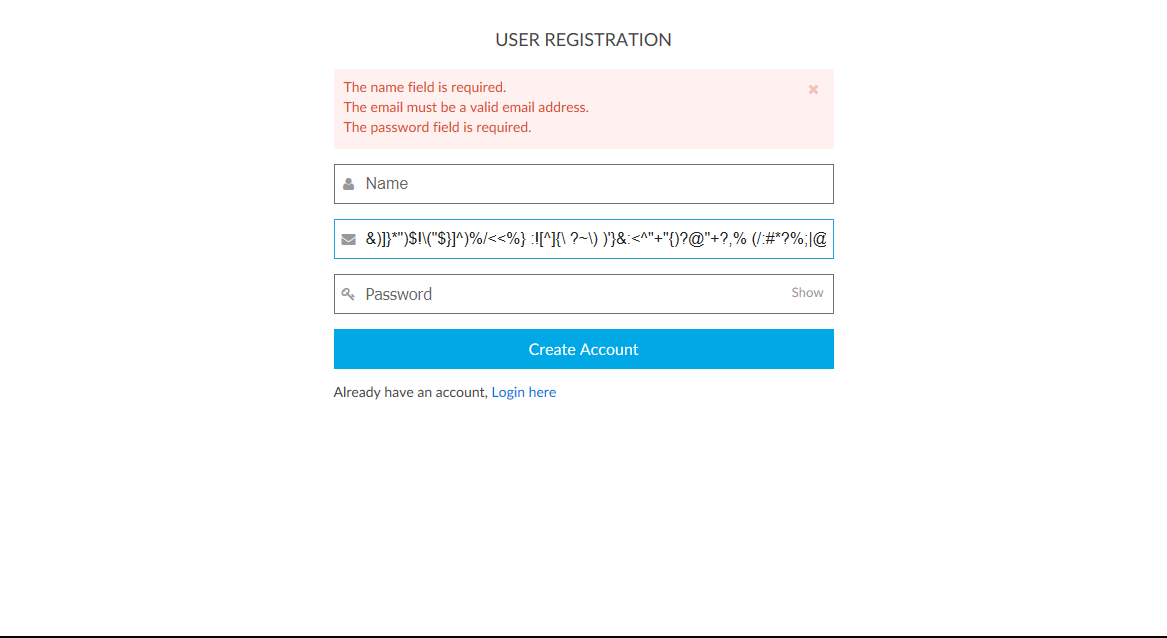 USER REGISTRATION
The name field is required.
The email must be a valid email address.
The password field is required.
Name
&)]}*")$!\("$}]^)%/<<%} :![^]{\ ?~\) )'}&:<^"+"{)?@"+?,% (/:#*?%;|@
Password
Show
Create Account
Already have an account, Login here